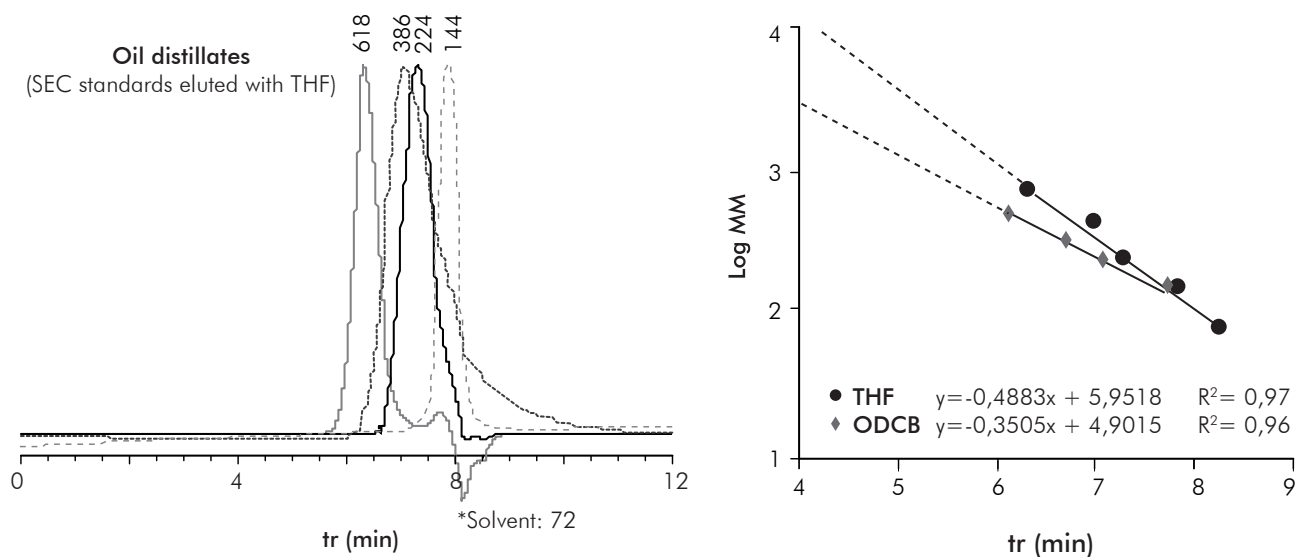 618
386
224
144
Oil distillates
(SEC standards eluted with THF)
0
4
8
12
*Solvent: 72
tr (min)
4
3
2
1
Log MM
THF y=-0,4883x + 5,9518 R²= 0,97
ODCB y=-0,3505x + 4,9015 R²= 0,96
4 5 6 7 8 9
tr (min)